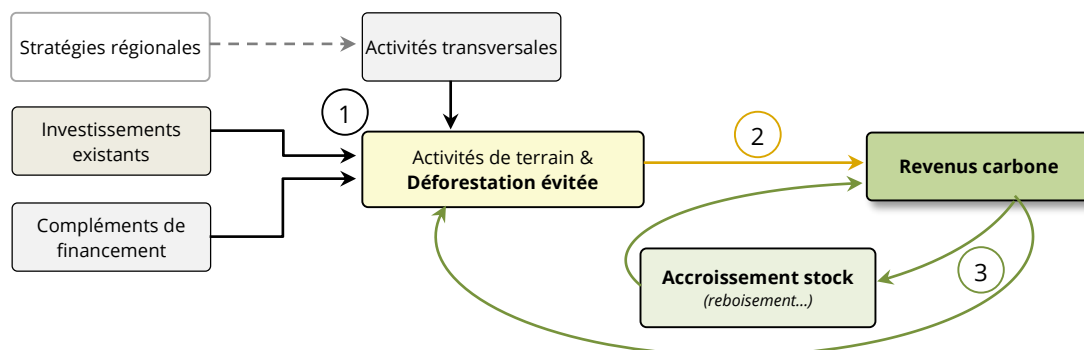 Stratégies régionales
Activités transversales
1
Investissements
existants
Activités de terrain &
Déforestation évitée
2
Revenus carbone
Compléments de
financement
Accroissement stock
(reboisement...)
3